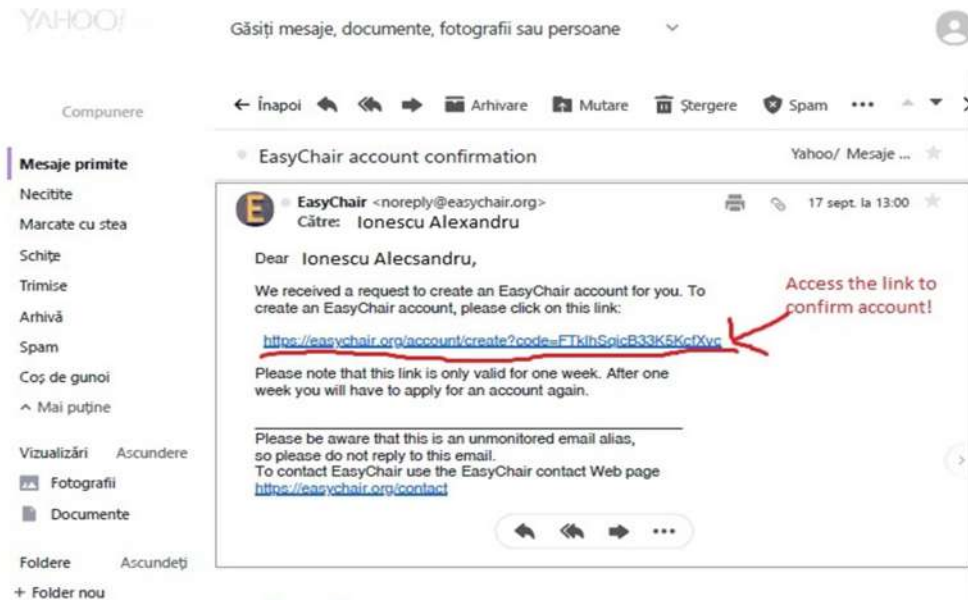 YAHOO!
Găsiți mesaje, documente, fotografii sau persoane
Compunere
← Înapoi Arhivare Mutare Ștergere Spam
Mesaje primite
Necitite
Marcate cu stea
Schițe
Trimise
Arhivă
Spam
Coș de gunoi
Mai puține
Vizualizări Ascundere
Fotografii
Documente
Foldere Ascundeți
+ Folder nou
EasyChair account confirmation Yahoo/ Mesaje ...
E
EasyChair <noreply@easychair.org> 17 sept. la 13:00
Către: Ionescu Alexandru
Dear Ionescu Alecsandru,
We received a request to create an EasyChair account for you. To
create an EasyChair account, please click on this link:
https://easychair.org/account/create?code=
Please note that this link is only valid for one week. After one
week you will have to apply for an account again.
Access the link to
confirm account!
Please be aware that this is an unmonitored email alias,
so please do not reply to this email.
To contact EasyChair use the EasyChair contact Web page
https://easychair.org/contact